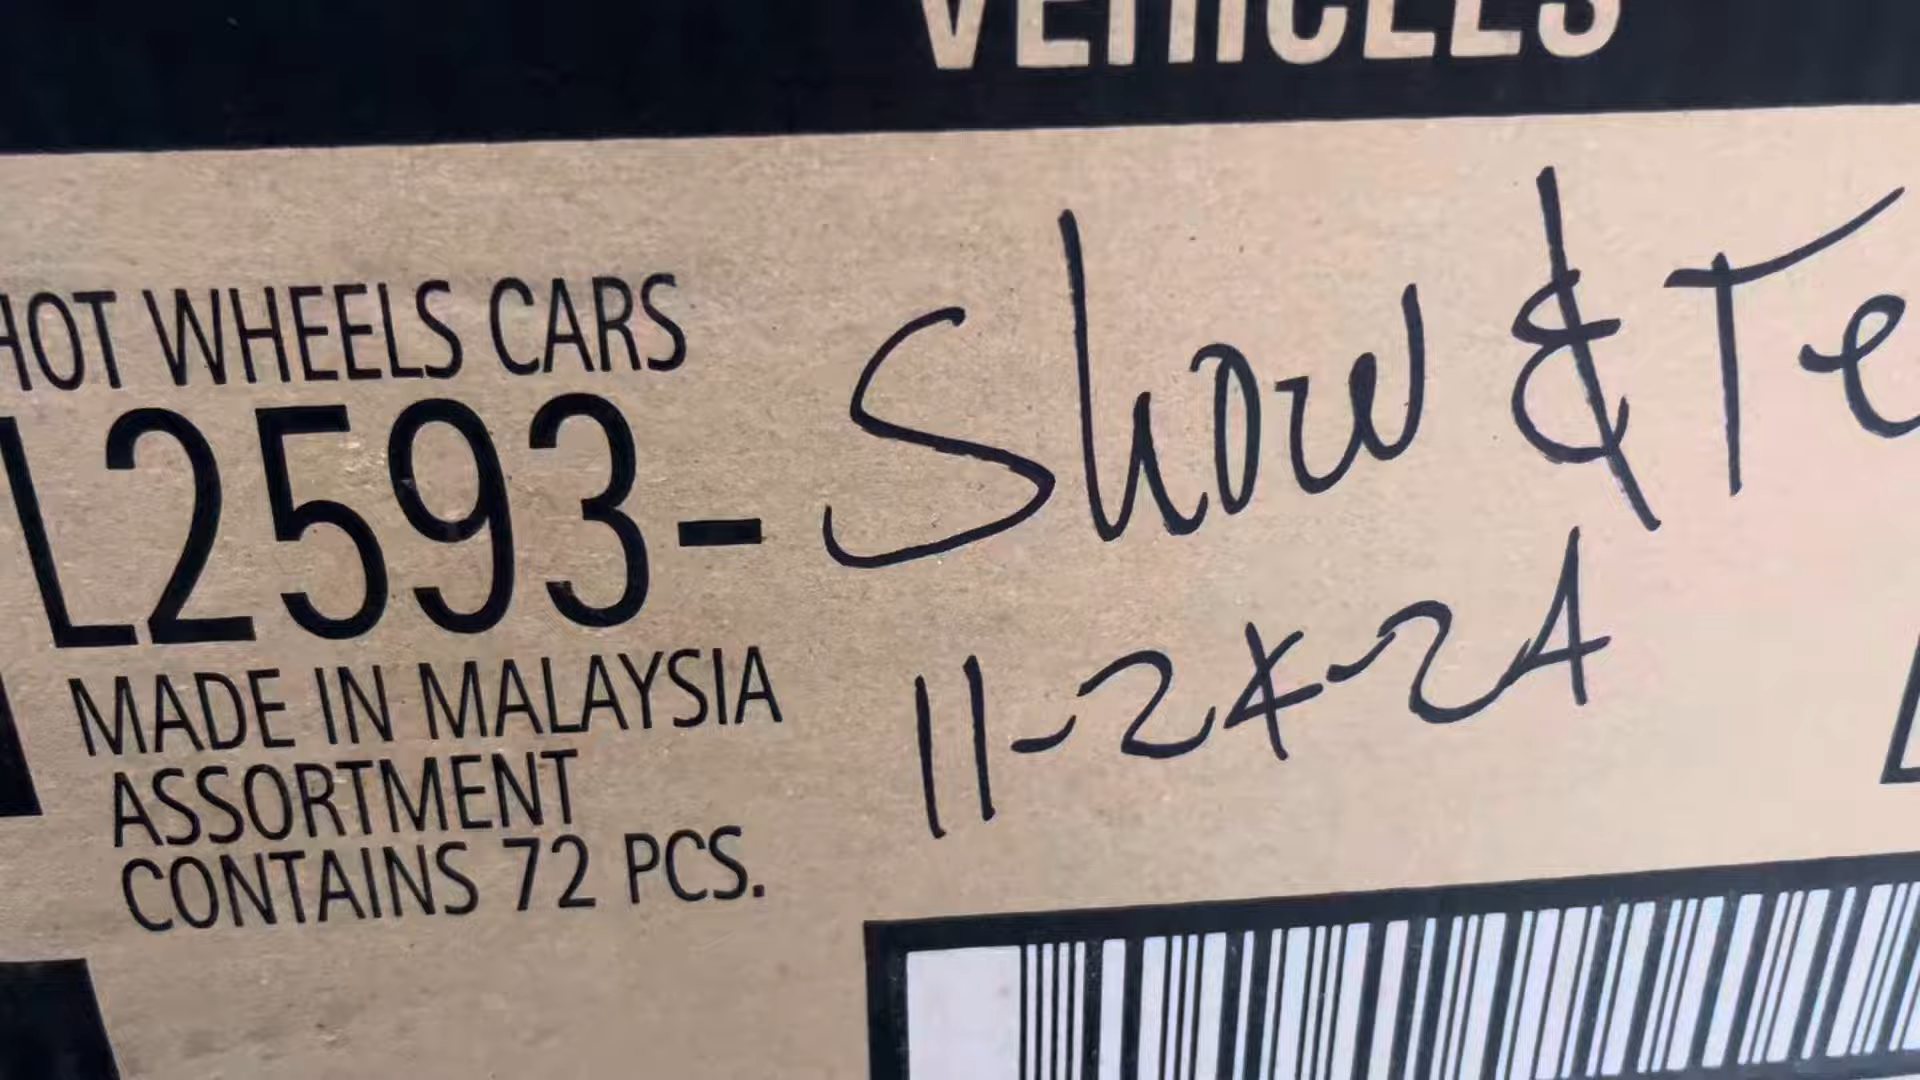 VEHICLES
HOT WHEELS CARS
L2593-
Show & Te
11-24-24
MADE IN MALAYSIA
ASSORTMENT
CONTAINS 72 PCS.